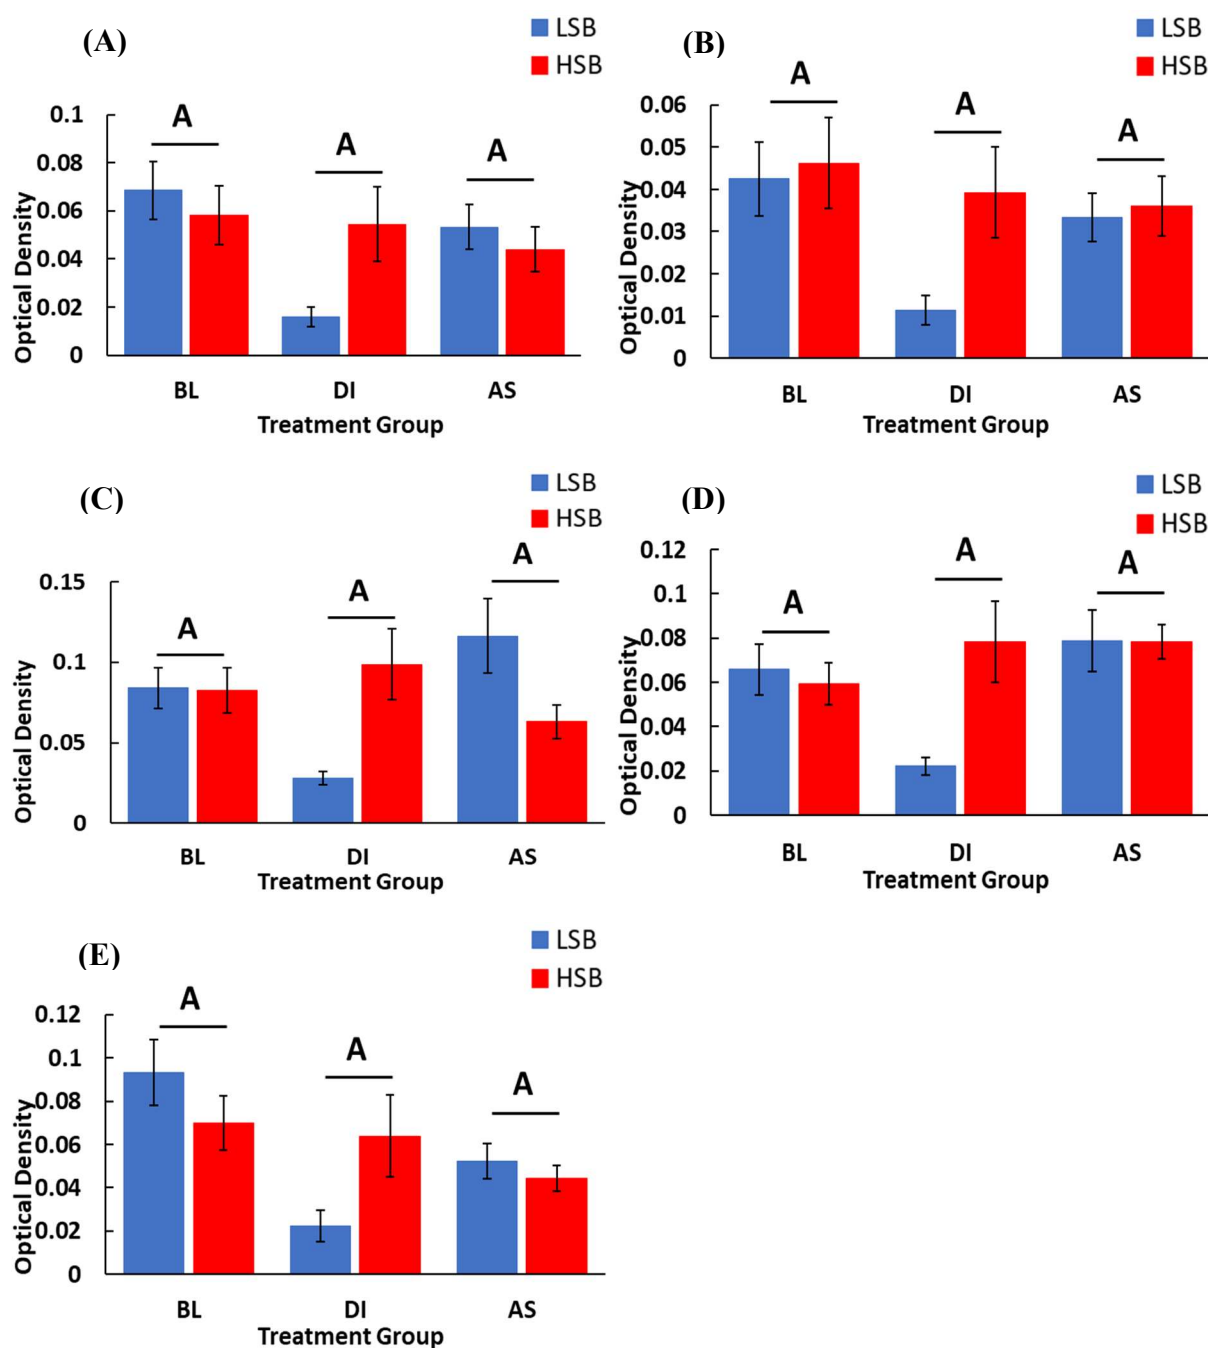 (A)
LSB
HSB
Optical Density
0.1
0.08
0.06
0.04
0.02
0
A
A
A
BL DI AS
Treatment Group
(B)
LSB
HSB
Optical Density
0.06
0.05
0.04
0.03
0.02
0.01
0
A
A
A
BL DI AS
Treatment Group
(C)
LSB
HSB
Optical Density
0.15
0.1
0.05
0
A
A
A
BL DI AS
Treatment Group
(D)
LSB
HSB
Optical Density
0.12
0.1
0.08
0.06
0.04
0.02
0
A
A
A
BL DI AS
Treatment Group
(E)
LSB
HSB
Optical Density
0.12
0.1
0.08
0.06
0.04
0.02
0
A
A
A
BL DI AS
Treatment Group